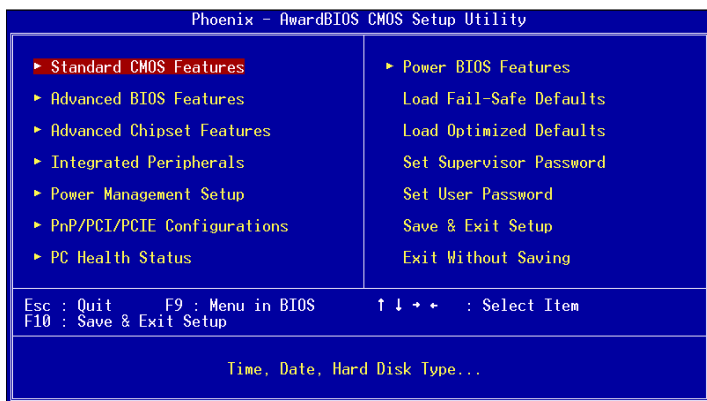 Phoenix - AwardBIOS CMOS Setup Utility
► Standard CMOS Features
► Advanced BIOS Features
► Advanced Chipset Features
► Integrated Peripherals
► Power Management Setup
► PnP/PCI/PCIE Configurations
► PC Health Status
► Power BIOS Features
Load Fail-Safe Defaults
Load Optimized Defaults
Set Supervisor Password
Set User Password
Save & Exit Setup
Exit Without Saving
Esc : Quit F9 : Menu in BIOS ↑ ↓ → ← : Select Item
F10 : Save & Exit Setup
Time, Date, Hard Disk Type...